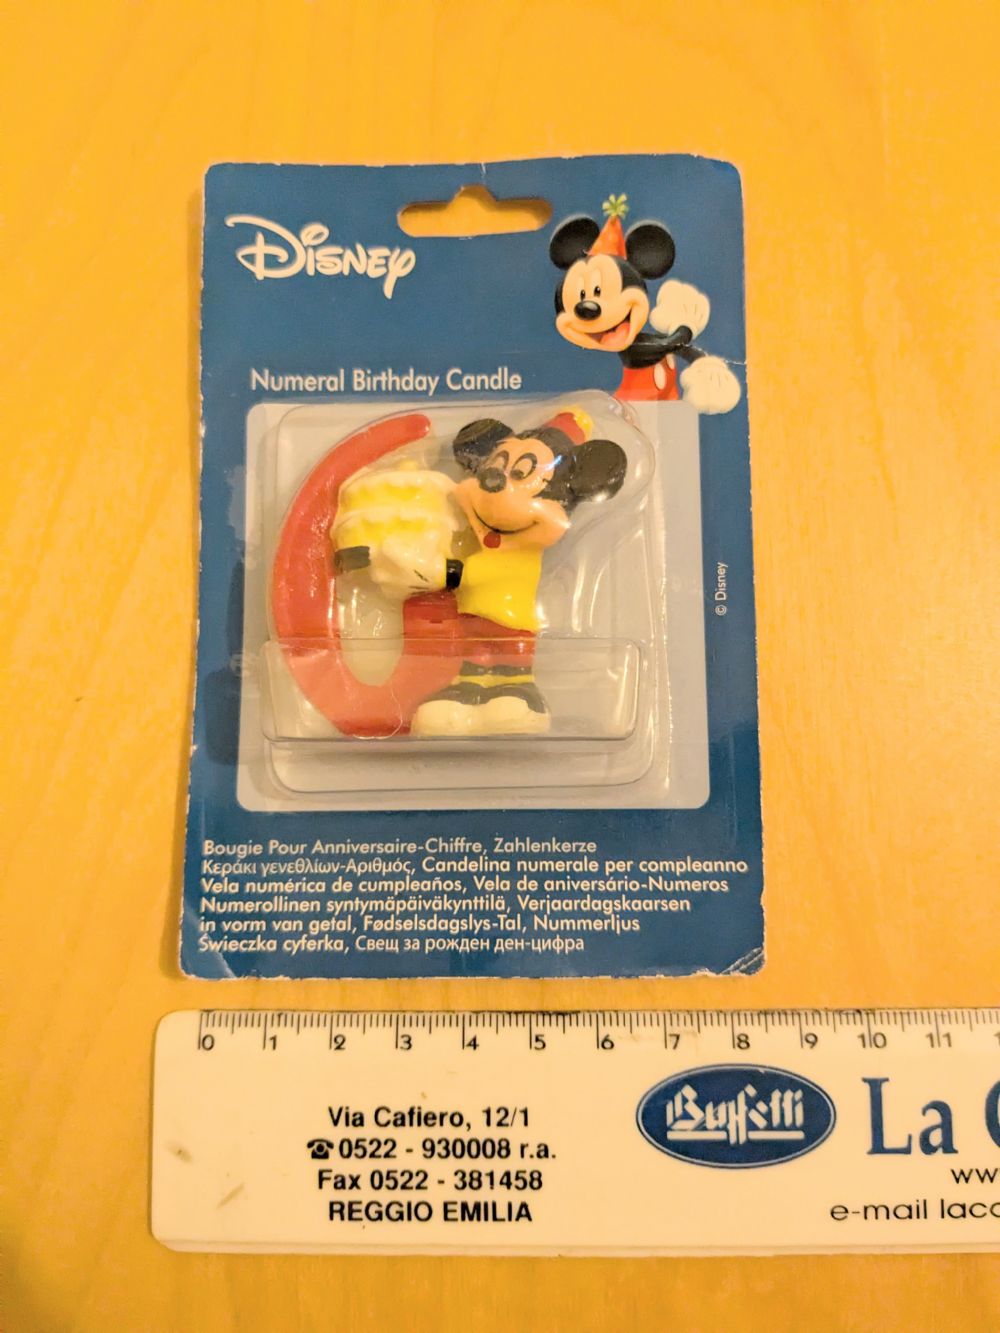 Disney
Numeral Birthday Candle
© Disney
Bougie Pour Anniversaire-Chiffre, Zahlenkerze
Κεράκι γενεθλίων-Αριθμός, Candelina numerale per compleanno
Vela numérica de cumpleaños, Vela de aniversário-Numeros
Numerollinen syntymäpäiväkynttilä, Verjaardagskaarsen
in vorm van getal, Fødselsdagslys-Tal, Nummerljus
Świeczka cyferka, Свещ за рожден ден-цифра
0 1 2 3 4 5 6 7 8 9 10 11
Via Cafiero, 12/1
☎0522 - 930008 r.a.
Fax 0522 - 381458
REGGIO EMILIA
Buffetti
La
e-mail